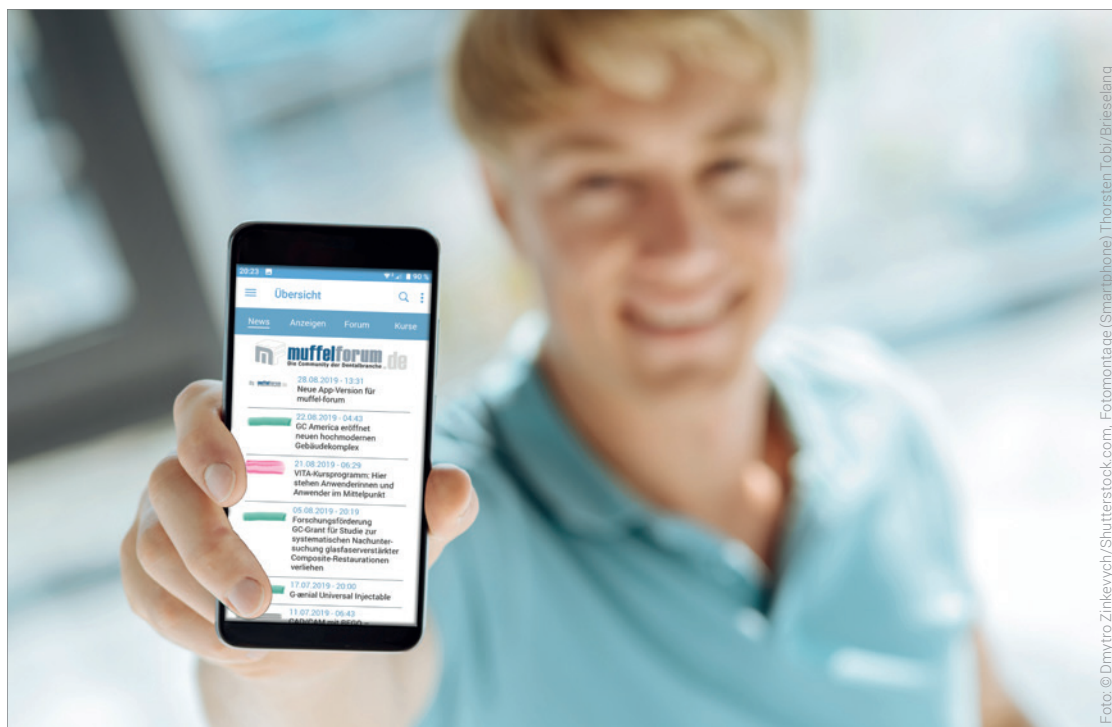 20:23
90 %
Übersicht
News Anzeigen Forum Kurse
muffelforum.de
Die Community der Dentalbranche
28.08.2019 - 13:31
Neue App-Version für
muffel-forum
22.08.2019 - 04:43
GC America eröffnet
neuen hochmodernen
Gebäudekomplex
21.08.2019 - 06:29
VITA-Kursprogramm: Hier
stehen Anwenderinnen und
Anwender im Mittelpunkt
05.08.2019 - 20:19
Forschungsförderung
GC-Grant für Studie zur
systematischen Nachunter-
suchung glasfaserverstärkter
Composite-Restaurationen
verliehen
17.07.2019 - 20:00
G-ænial Universal Injectable
11.07.2019 - 06:43
CAD/CAM mit BEGO –
Foto: © Dmytro Zinkevych/Shutterstock.com. Fotomontage (Smartphone) Thorsten Tobi/Brieselang